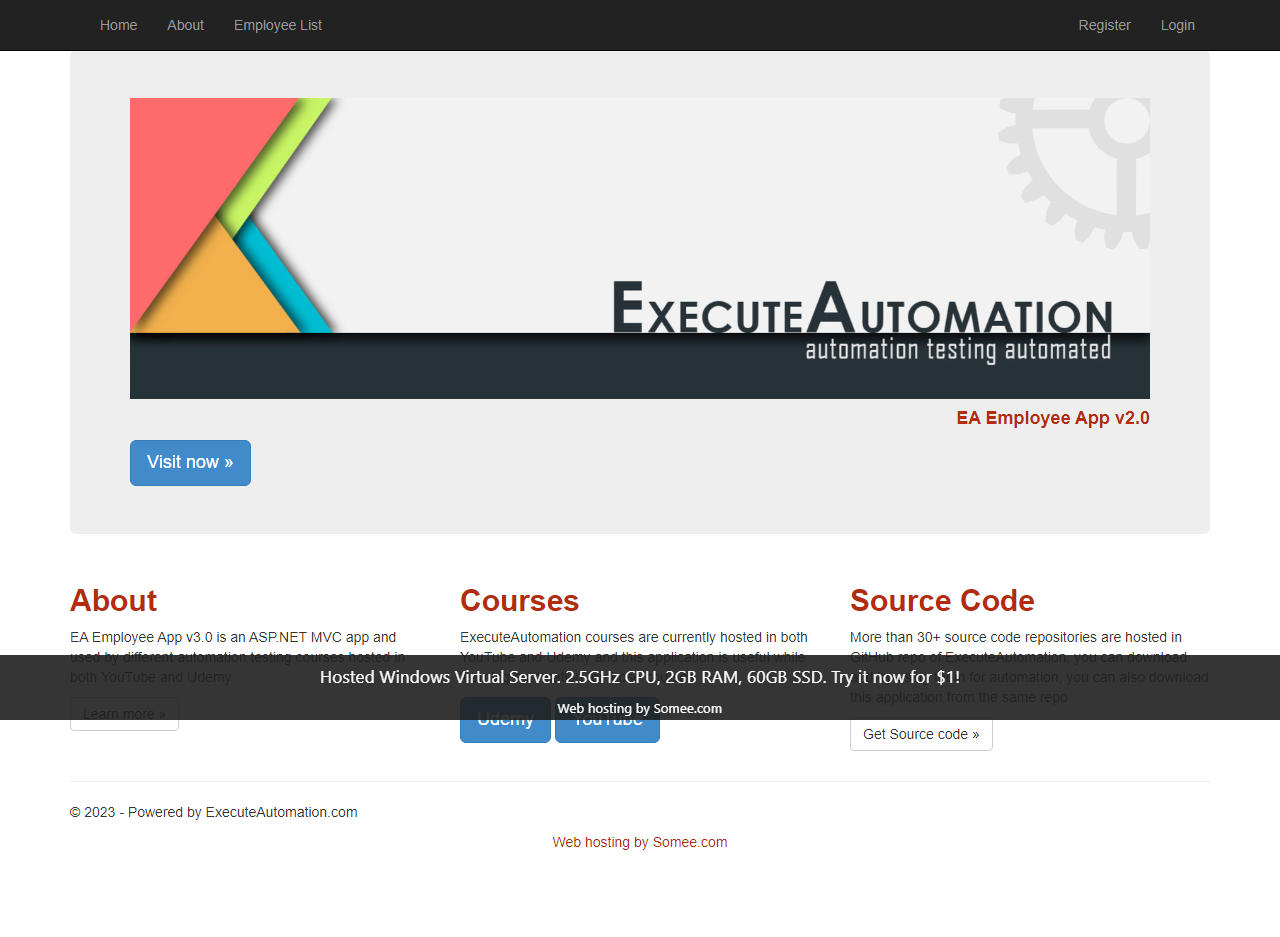 Home About Employee List Register Login
EXECUTEAUTOMATION
automation testing automated
EA Employee App v2.0
Visit now »
About
EA Employee App v3.0 is an ASP.NET MVC app and
used by different automation testing courses hosted in
both YouTube and Udemy
Learn more »
Courses
ExecuteAutomation courses are currently hosted in both
YouTube and Udemy and this application is useful while
Udemy YouTube
Source Code
More than 30+ source code repositories are hosted in
GitHub repo of ExecuteAutomation, you can download
for automation, you can also download
this application from the same repo
Get Source code »
Hosted Windows Virtual Server. 2.5GHz CPU, 2GB RAM, 60GB SSD. Try it now for $1!
Web hosting by Somee.com
© 2023 - Powered by ExecuteAutomation.com
Web hosting by Somee.com